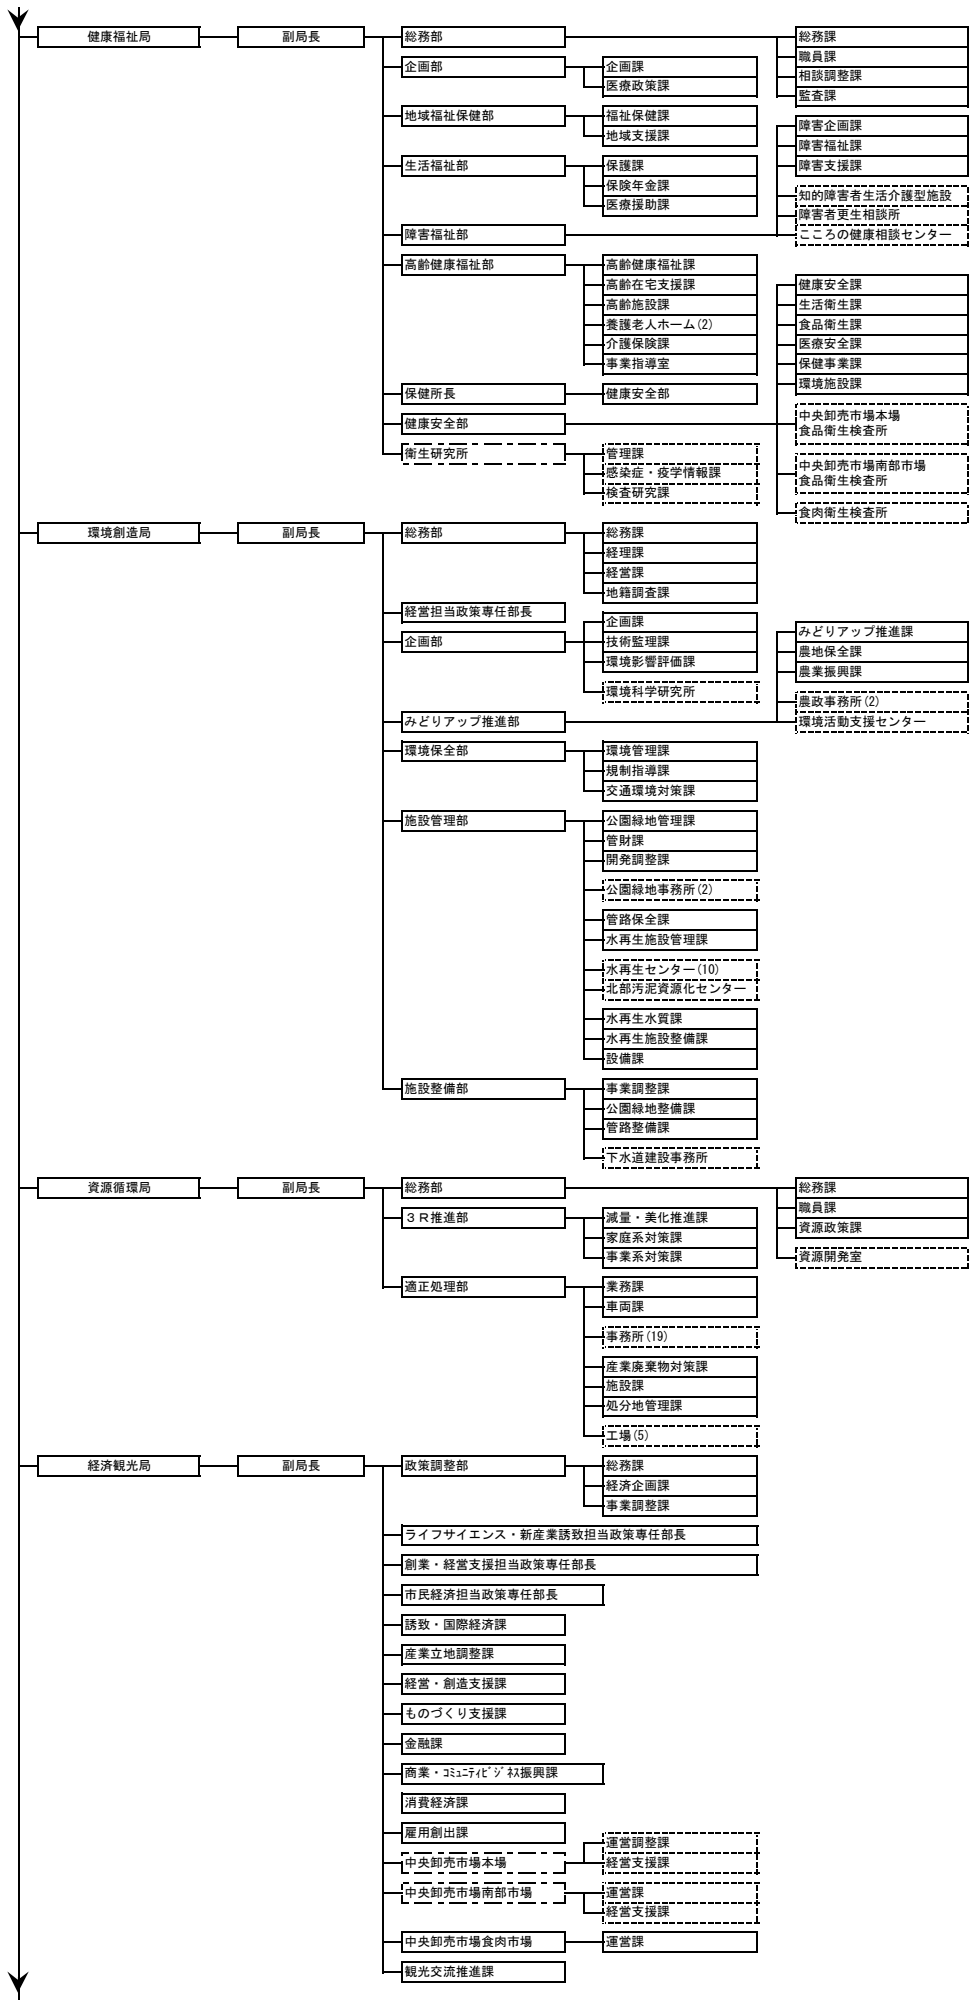 健康福祉局
副局長
総務部
総務課
職員課
相談調整課
監査課
企画部
企画課
医療政策課
地域福祉保健部
福祉保健課
地域支援課
生活福祉部
保護課
保険年金課
医療援助課
障害福祉部
障害企画課
障害福祉課
障害支援課
知的障害者生活介護型施設
障害者更生相談所
こころの健康相談センター
高齢健康福祉部
高齢健康福祉課
高齢在宅支援課
高齢施設課
養護老人ホーム(2)
介護保険課
事業指導室
保健所長
健康安全部
健康安全部
健康安全課
生活衛生課
食品衛生課
医療安全課
保健事業課
環境施設課
中央卸売市場本場
食品衛生検査所
中央卸売市場南部市場
食品衛生検査所
食肉衛生検査所
衛生研究所
管理課
感染症・疫学情報課
検査研究課
環境創造局
副局長
総務部
総務課
経理課
経営課
地籍調査課
経営担当政策専任部長
企画部
企画課
技術監理課
環境影響評価課
環境科学研究所
みどりアップ推進部
みどりアップ推進課
農地保全課
農業振興課
農政事務所(2)
環境活動支援センター
環境保全部
環境管理課
規制指導課
交通環境対策課
施設管理部
公園緑地管理課
管財課
開発調整課
公園緑地事務所(2)
管路保全課
水再生施設管理課
水再生センター(10)
北部汚泥資源化センター
水再生水質課
水再生施設整備課
設備課
施設整備部
事業調整課
公園緑地整備課
管路整備課
下水道建設事務所
資源循環局
副局長
総務部
総務課
職員課
資源政策課
資源開発室
３Ｒ推進部
減量・美化推進課
家庭系対策課
事業系対策課
適正処理部
業務課
車両課
事務所(19)
産業廃棄物対策課
施設課
処分地管理課
工場(5)
経済観光局
副局長
政策調整部
総務課
経済企画課
事業調整課
ライフサイエンス・新産業誘致担当政策専任部長
創業・経営支援担当政策専任部長
市民経済担当政策専任部長
誘致・国際経済課
産業立地調整課
経営・創造支援課
ものづくり支援課
金融課
商業・ｺﾐｭﾆﾃｨﾋﾞｼﾞﾈｽ振興課
消費経済課
雇用創出課
中央卸売市場本場
運営調整課
経営支援課
中央卸売市場南部市場
運営課
経営支援課
中央卸売市場食肉市場
運営課
観光交流推進課